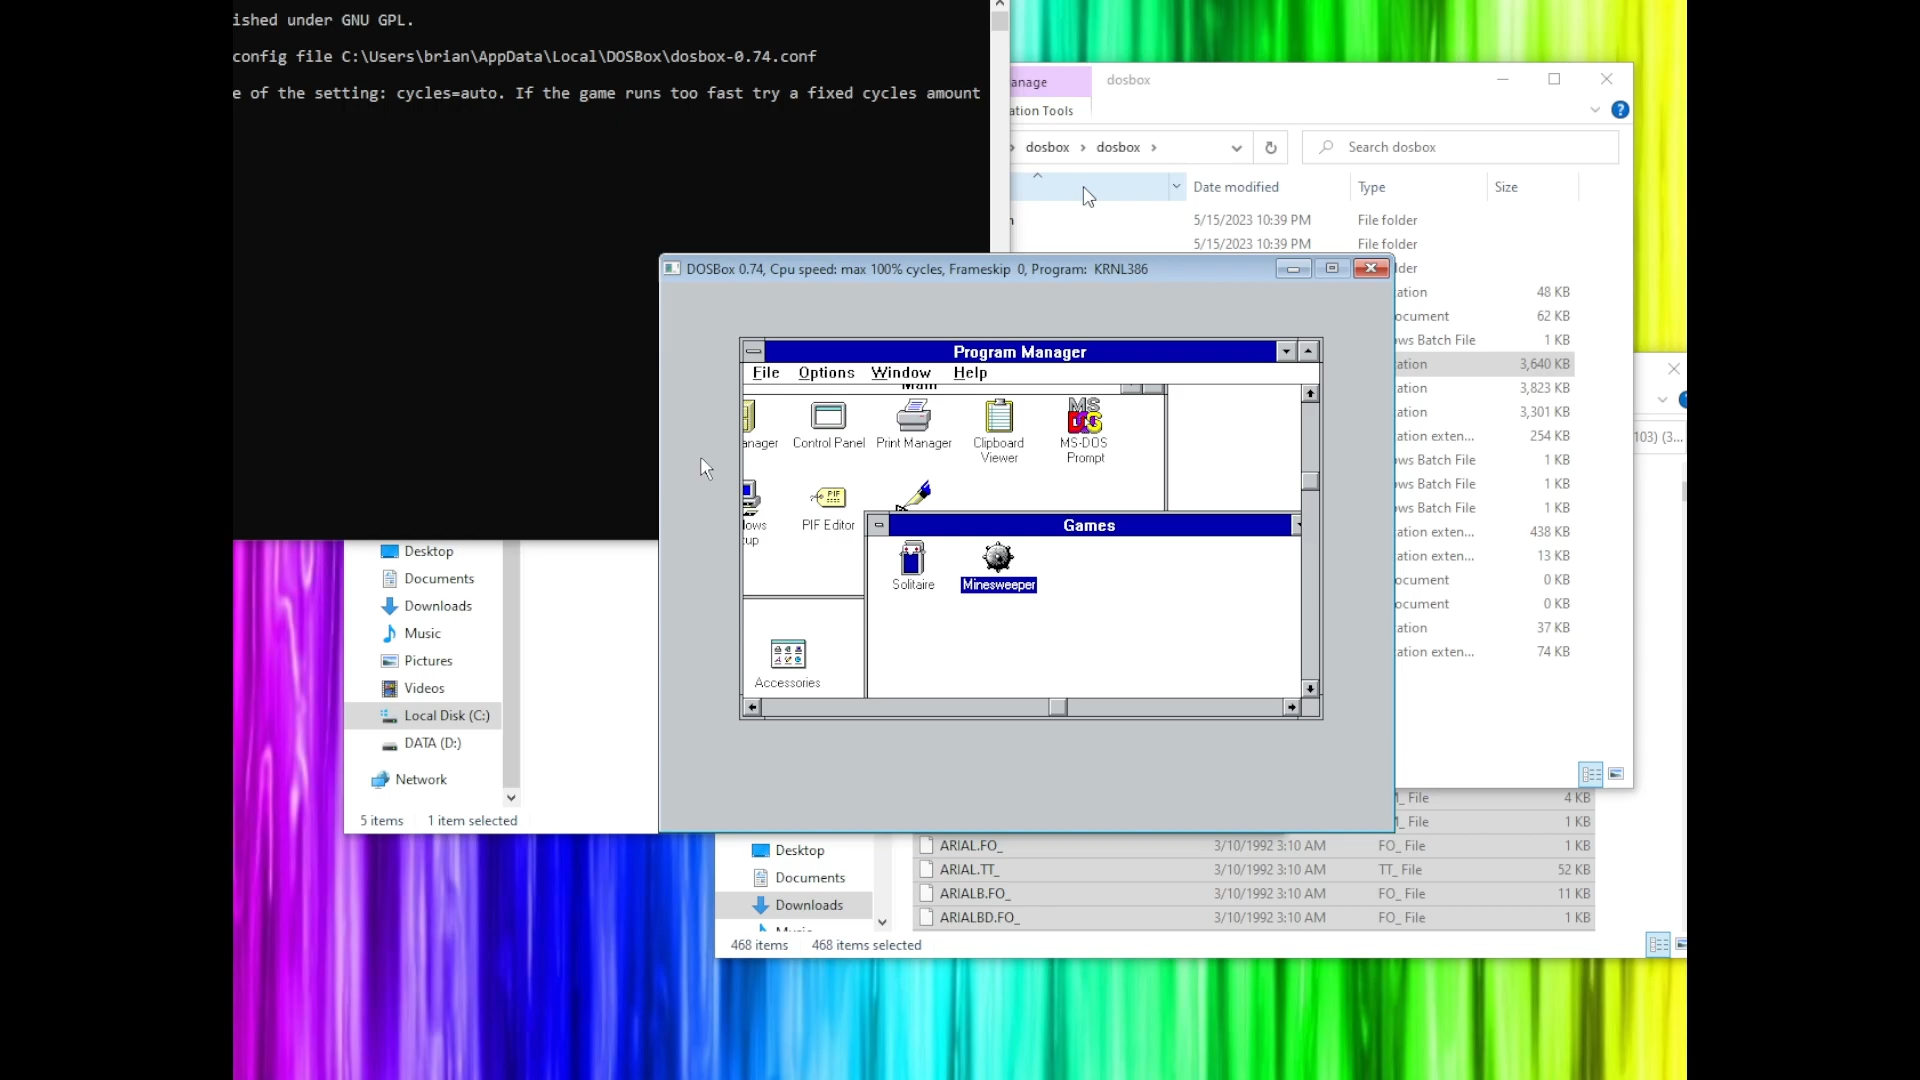 ished under GNU GPL.
config file C:\Users\brian\AppData\Local\DOSBox\dosbox-0.74.conf
e of the setting: cycles=auto. If the game runs too fast try a fixed cycles amount
anage
dosbox
ation Tools
dosbox > dosbox >
Search dosbox
Date modified
Type
Size
5/15/2023 10:39 PM
File folder
5/15/2023 10:39 PM
File folder
DOSBox 0.74, Cpu speed: max 100% cycles, Frameskip 0, Program: KRNL386
lder
ation
48 KB
ocument
62 KB
ws Batch File
1 KB
ation
3,640 KB
ation
3,823 KB
ation
3,301 KB
ation exten...
254 KB
ws Batch File
1 KB
ws Batch File
1 KB
ws Batch File
1 KB
ation exten...
438 KB
ation exten...
13 KB
ocument
0 KB
ocument
0 KB
ation
37 KB
ation exten...
74 KB
103) (3...
Program Manager
File Options Window Help
Main
anager
Control Panel
Print Manager
Clipboard
Viewer
MS-DOS
MS
DOS
Prompt
dows
tup
PIF
PIF Editor
Games
Solitaire
Minesweeper
Accessories
Desktop
Documents
Downloads
Music
Pictures
Videos
Local Disk (C:)
DATA (D:)
Network
5 items 1 item selected
_ File
4 KB
_ File
1 KB
Desktop
Documents
Downloads
Music
ARIAL.FO_
3/10/1992 3:10 AM
FO_ File
1 KB
ARIAL.TT_
3/10/1992 3:10 AM
TT_ File
52 KB
ARIALB.FO_
3/10/1992 3:10 AM
FO_ File
11 KB
ARIALBD.FO_
3/10/1992 3:10 AM
FO_ File
1 KB
468 items 468 items selected